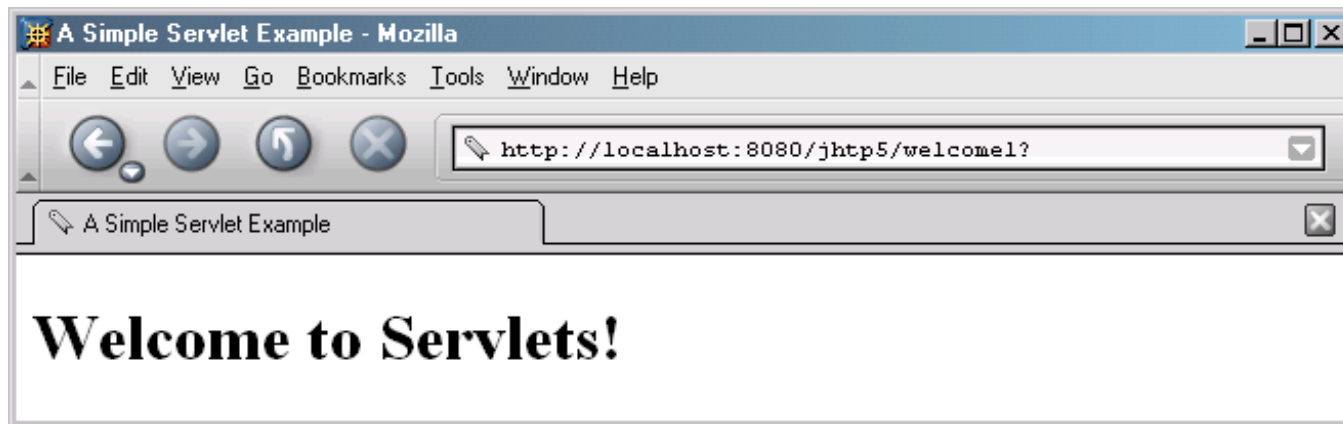 A Simple Servlet Example - Mozilla
File Edit View Go Bookmarks Tools Window Help
http://localhost:8080/jhtp5/welcome1?
A Simple Servlet Example
Welcome to Servlets!